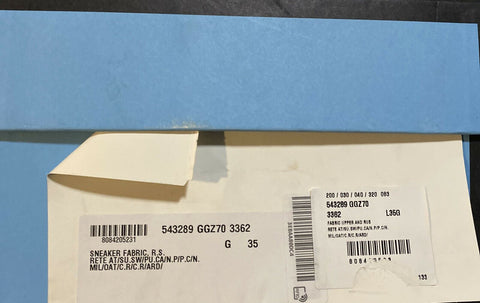 543289 GGZ70 3362
8084205231
G 35
SNEAKER FABRIC, R.S.
RETE AT/SU,SW/PU,CA/N.P/P.C/N.
MIL/OAT/C.R/C.R/ARD/
200 / 030 / 040 / 320 083
543289 GGZ70
3362 L35G
FABRIC UPPER AND RUB
RETE AT/SU,SW/PU,CA/N.P/P.C/N.
MIL/OAT/C.R/C.R/ARD/
133